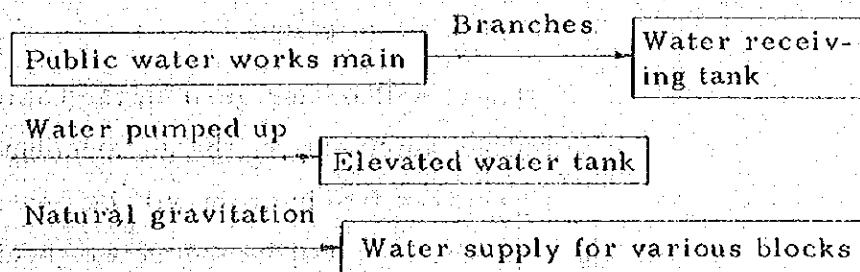 Branches
Public water works main
Water receiv-
ing tank
Water pumped up
Elevated water tank
Natural gravitation
Water supply for various blocks